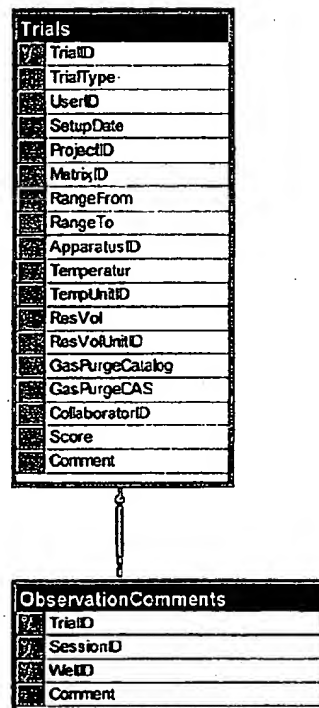 Trials
TrialID
TrialType
UserID
SetupDate
ProjectID
MatrixID
RangeFrom
RangeTo
ApparatusID
Temperatur
TempUnitID
ResVol
ResVolUnitID
GasPurgeCatalog
GasPurgeCAS
CollaboratorID
Score
Comment
ObservationComments
TrialID
SessionID
WellID
Comment